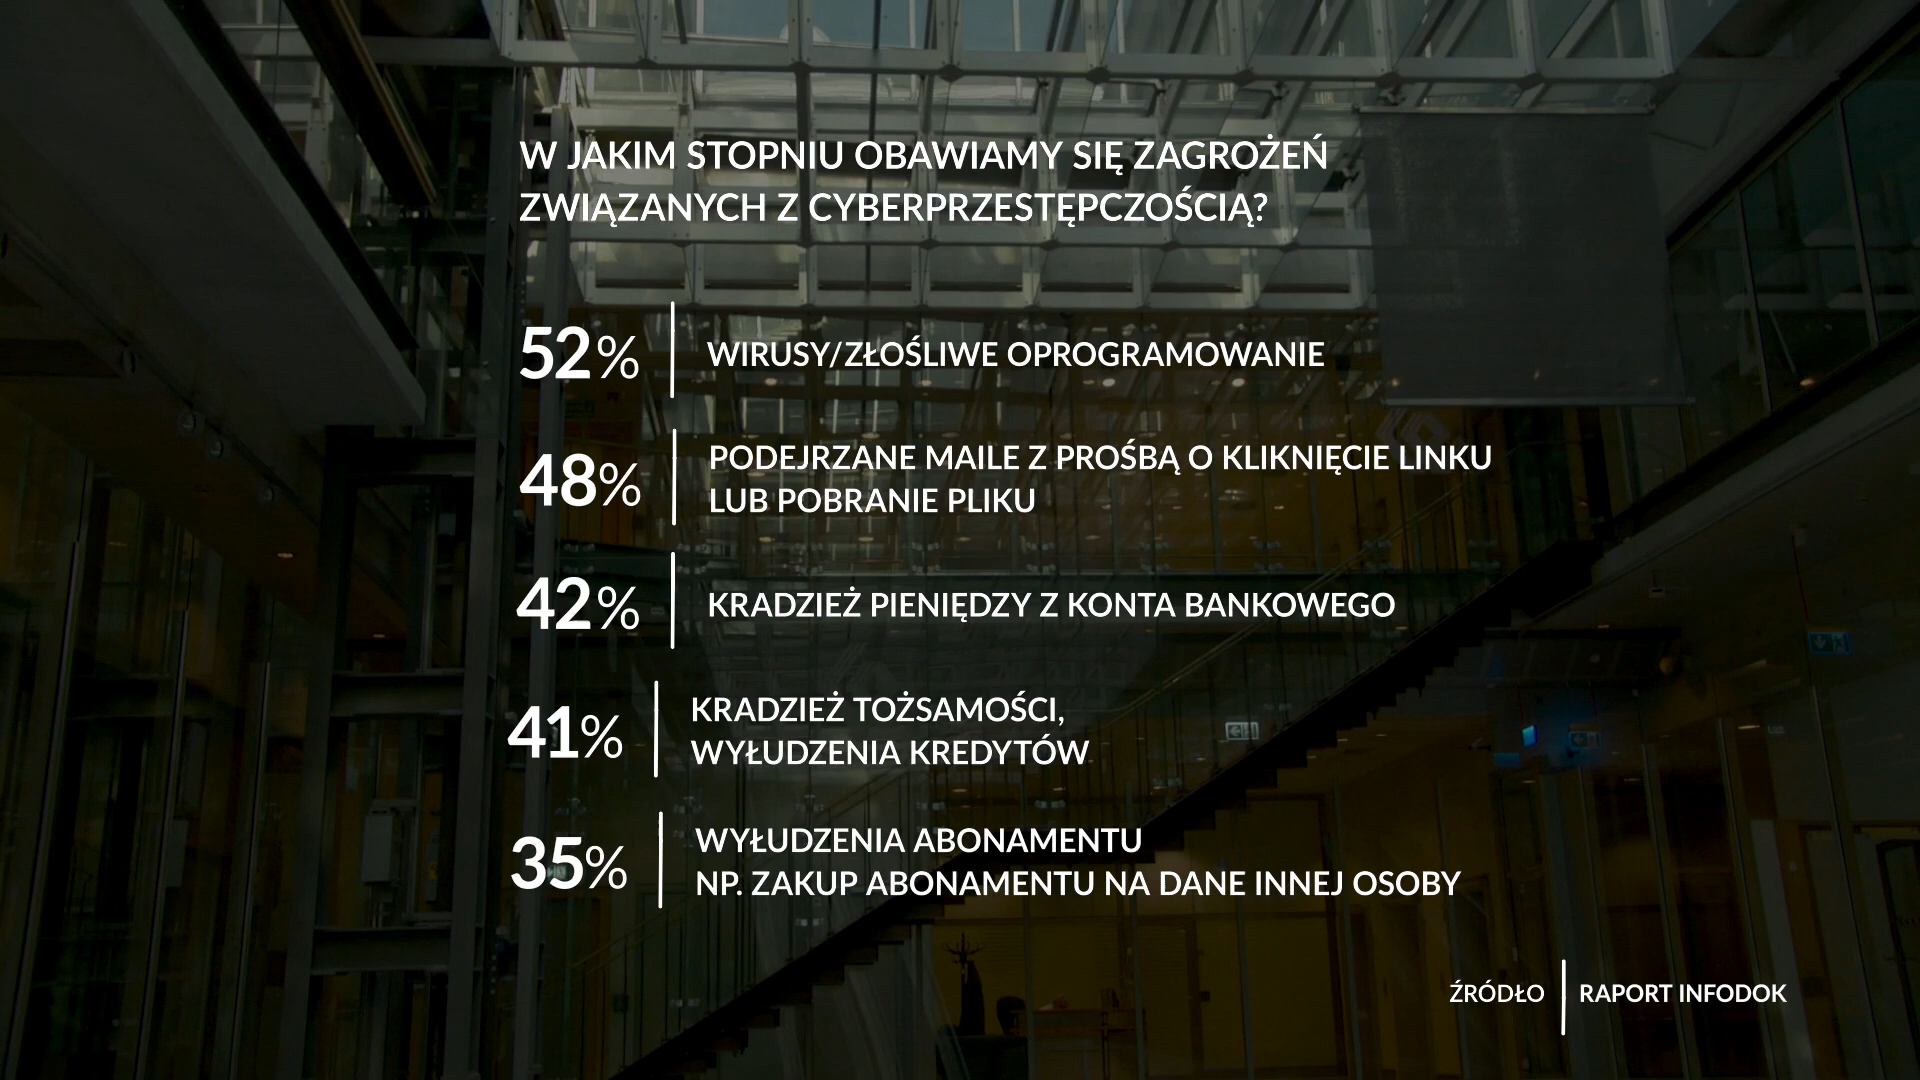 W JAKIM STOPNIU OBAWIAMY SIĘ ZAGROŻEŃ
ZWIĄZANYCH Z CYBERPRZESTĘPCZOŚCIĄ?
52% WIRUSY/ZŁOŚLIWE OPROGRAMOWANIE
48% PODEJRZANE MAILE Z PROŚBĄ O KLIKNIĘCIE LINKU
LUB POBRANIE PLIKU
42% KRADZIEŻ PIENIĘDZY Z KONTA BANKOWEGO
41% KRADZIEŻ TOŻSAMOŚCI,
WYŁUDZENIA KREDYTÓW
35% WYŁUDZENIA ABONAMENTU
NP. ZAKUP ABONAMENTU NA DANE INNEJ OSOBY
ŹRÓDŁO RAPORT INFODOK